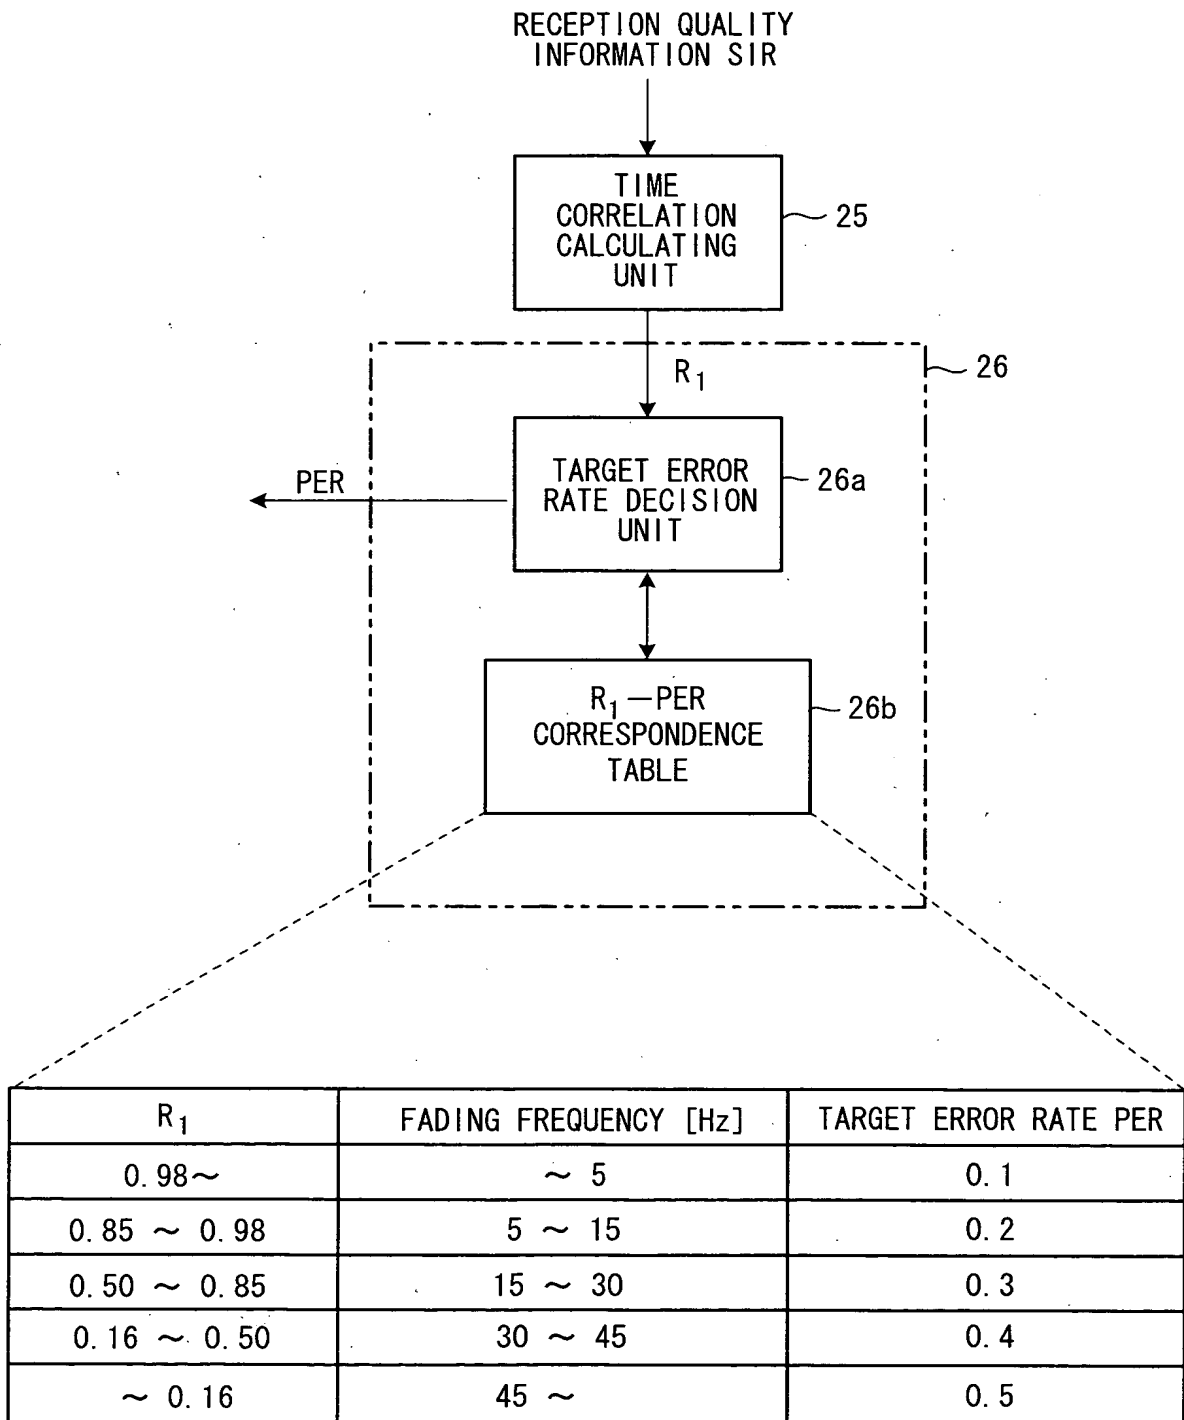 RECEPTION QUALITY
INFORMATION SIR
TIME
CORRELATION
CALCULATING
UNIT
25
26
R1
TARGET ERROR
RATE DECISION
UNIT
26a
PER
R1—PER
CORRESPONDENCE
TABLE
26b
R1 FADING FREQUENCY [Hz] TARGET ERROR RATE PER
0.98~ ~ 5 0.1
0.85 ~ 0.98 5 ~ 15 0.2
0.50 ~ 0.85 15 ~ 30 0.3
0.16 ~ 0.50 30 ~ 45 0.4
~ 0.16 45 ~ 0.5